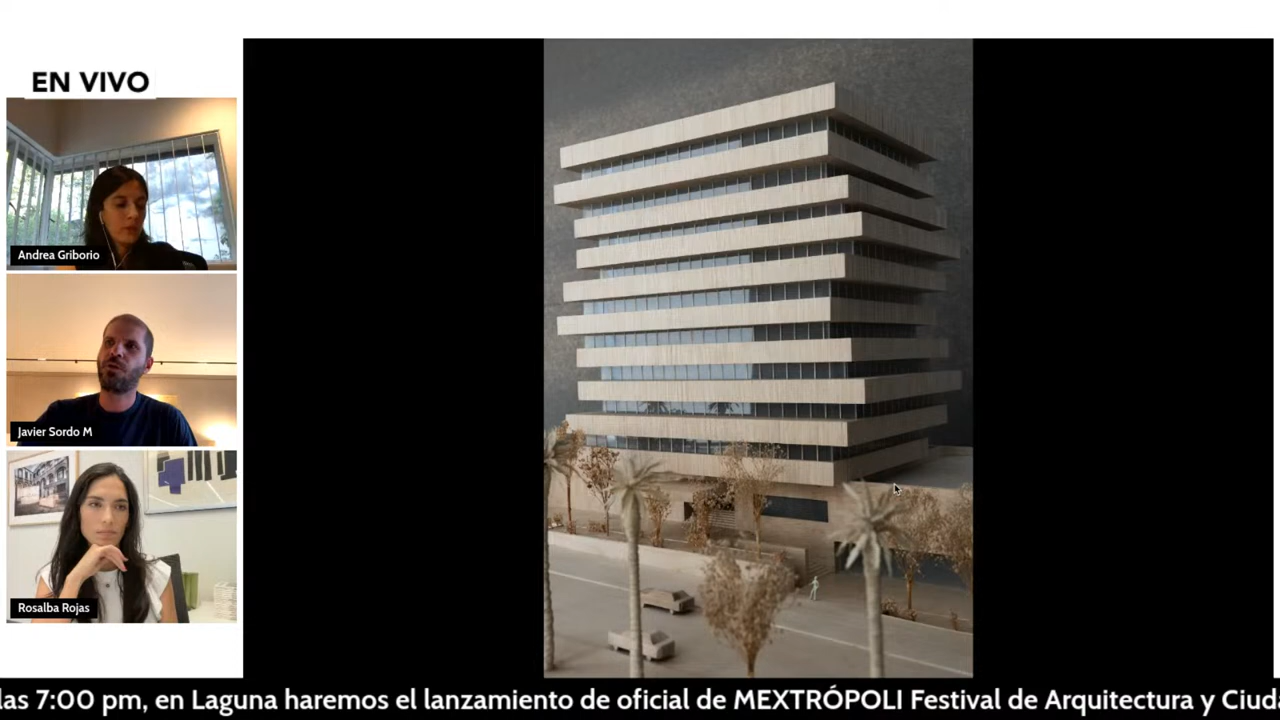 EN VIVO
Andrea Griborio
Javier Sordo M
Rosalba Rojas
las 7:00 pm, en Laguna haremos el lanzamiento de oficial de MEXTRÓPOLI Festival de Arquitectura y Ciuda